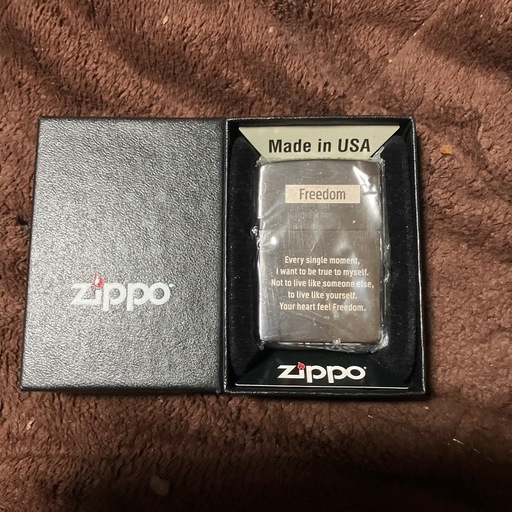 zippo
Made in USA
Freedom
Every single moment,
I want to be true to myself.
Not to live like someone else,
to live like yourself.
Your heart feel Freedom.
zippo